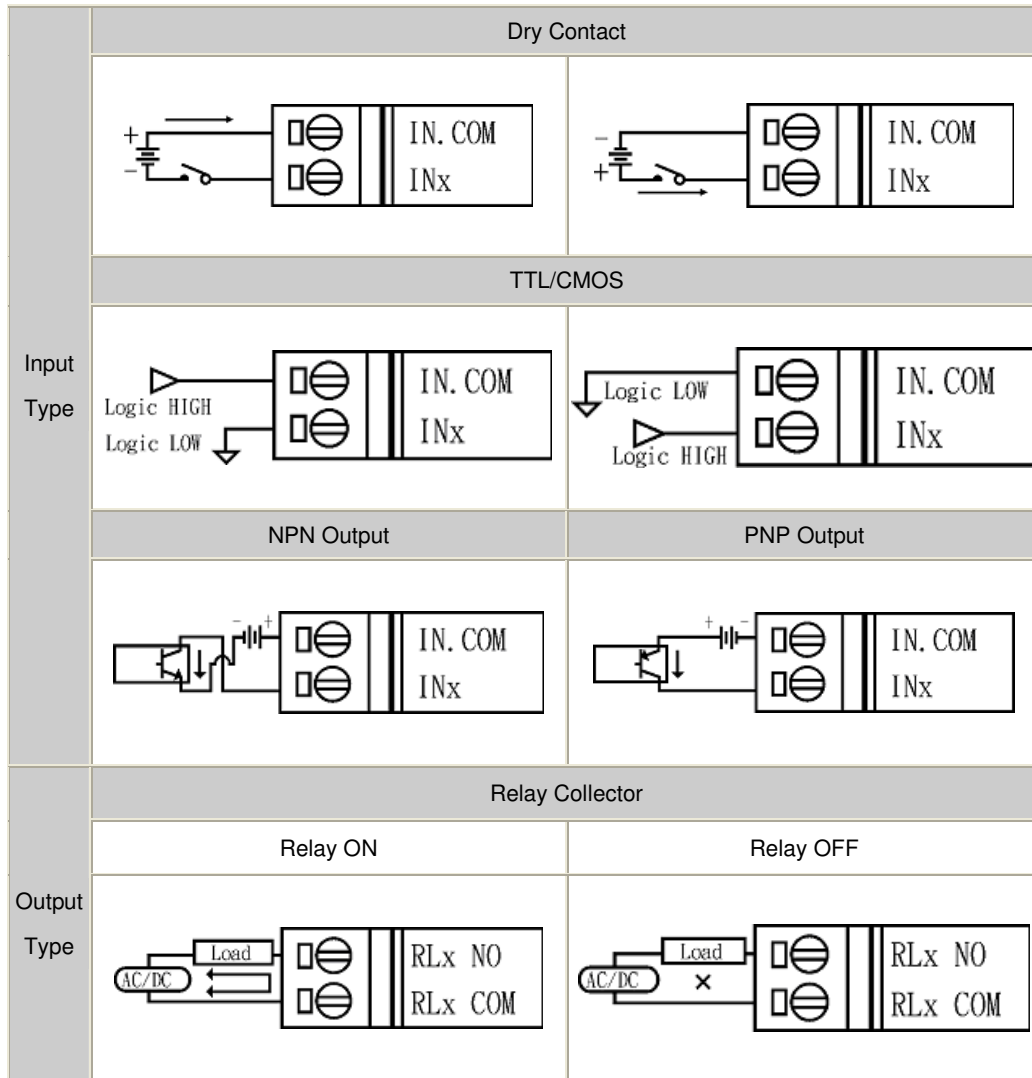 Dry Contact
+
-
IN. COM
INx
-
+
IN. COM
INx
Input
Type
TTL/CMOS
Logic HIGH
Logic LOW
IN. COM
INx
Logic LOW
Logic HIGH
IN. COM
INx
NPN Output
PNP Output
- +
IN. COM
INx
+ -
IN. COM
INx
Output
Type
Relay Collector
Relay ON
Relay OFF
Load
AC/DC
RLx NO
RLx COM
Load
AC/DC
RLx NO
RLx COM